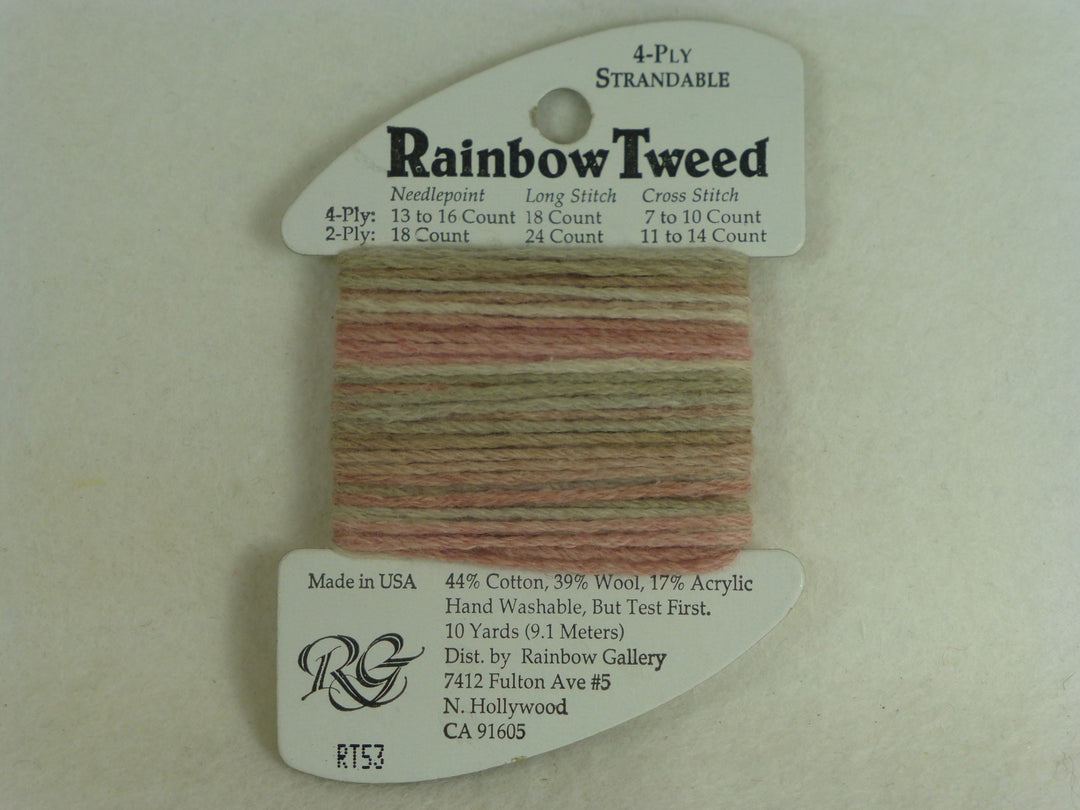 4-PLY
STRANDABLE
Rainbow Tweed
Needlepoint Long Stitch Cross Stitch
4-Ply: 13 to 16 Count 18 Count 7 to 10 Count
2-Ply: 18 Count 24 Count 11 to 14 Count
Made in USA 44% Cotton, 39% Wool, 17% Acrylic
Hand Washable, But Test First.
10 Yards (9.1 Meters)
Dist. by Rainbow Gallery
7412 Fulton Ave #5
N. Hollywood
CA 91605
RG
RT53